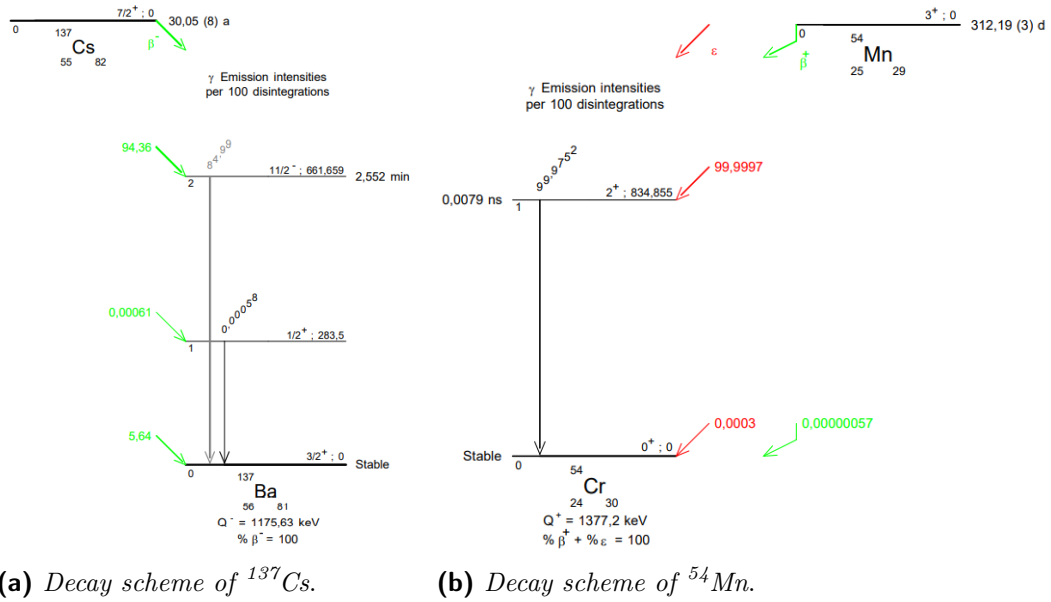 7/2+ ; 0
30,05 (8) a
0
137
Cs
55 82
β-
γ Emission intensities
per 100 disintegrations
94,36
84,99
11/2 - ; 661,659
2,552 min
2
0,00061
0,00058
1/2+ ; 283,5
1
5,64
3/2+ ; 0
Stable
0
137
Ba
56 81
Q- = 1175,63 keV
% β- = 100
(a) Decay scheme of 137Cs.
3+ ; 0
312,19 (3) d
0
54
Mn
25 29
ε
β+
γ Emission intensities
per 100 disintegrations
99,9752
99,9997
2+ ; 834,855
0,0079 ns
1
0,0003
0,00000057
0+ ; 0
Stable
0
54
Cr
24 30
Q+ = 1377,2 keV
% β+ + % ε = 100
(b) Decay scheme of 54Mn.